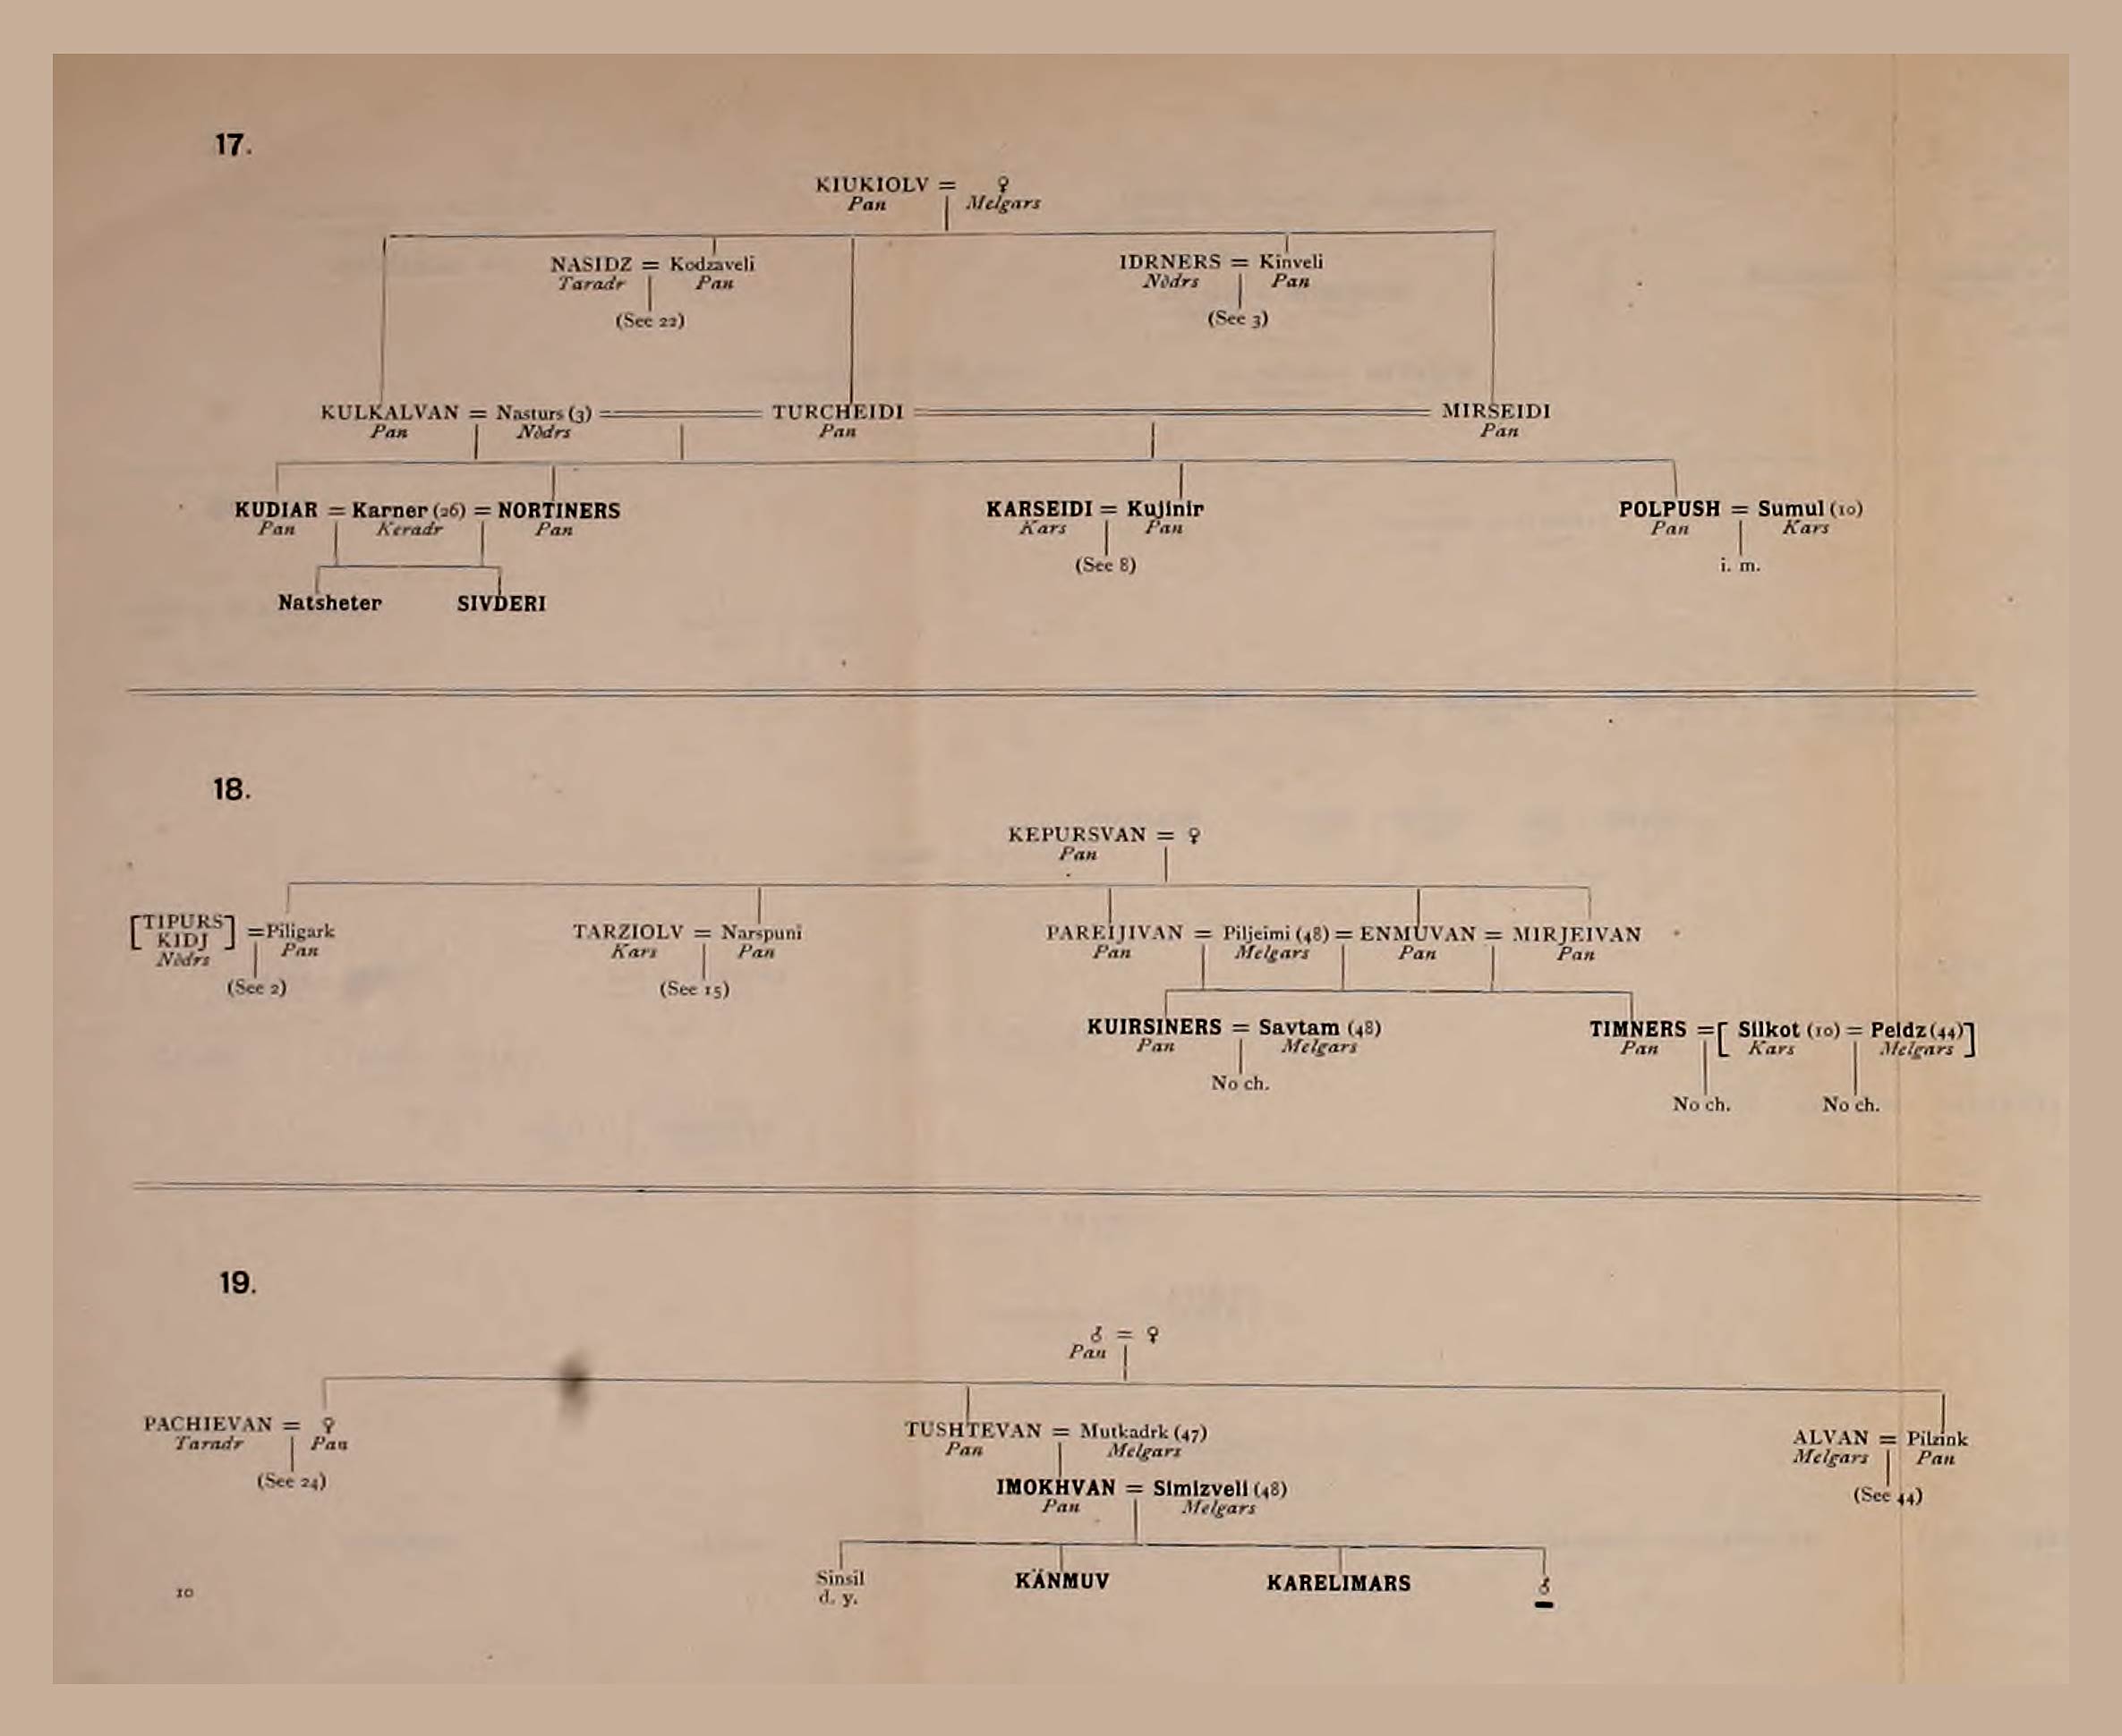 17.
KIUKIOLV = ♀
Pan Melgars
NASIDZ = Kodzaveli IDRNERS = Kinveli
Taradr Pan Nòdrs Pan
(See 22) (See 3)
KULKALVAN = Nasturs (3) = TURCHEIDI = MIRSEIDI
Pan Nòdrs Pan Pan
KUDIAR = Karner (26) = NORTINERS KARSEIDI = Kujinir POLPUSH = Sumul (10)
Pan Keradr Pan Kars Pan Pan Kars
(See 8) i. m.
Natsheter SIVDERI
18.
KEPURSVAN = ♀
Pan
[TIPURS KIDJ] = Piligark TARZIOLV = Narspuni PAREIJIVAN = Piljeimi (48) = ENMUVAN = MIRJEIVAN
Nòdrs Pan Kars Pan Pan Melgars Pan Pan
(See 2) (See 15)
KUIRSINERS = Savtam (48) TIMNERS = [ Silkot (10) = Peldz (44)]
Pan Melgars Pan Kars Melgars
No ch. No ch. No ch.
19.
♂ = ♀
Pan
PACHIEVAN = ♀ TUSHTEVAN = Mutkadrk (47) ALVAN = Pilzink
Taradr Pan Pan Melgars Melgars Pan
(See 24) (See 44)
IMOKHVAN = Simizveli (48)
Pan Melgars
Sinsil KÄNMUV KARELIMARS ♂
d. y.
10